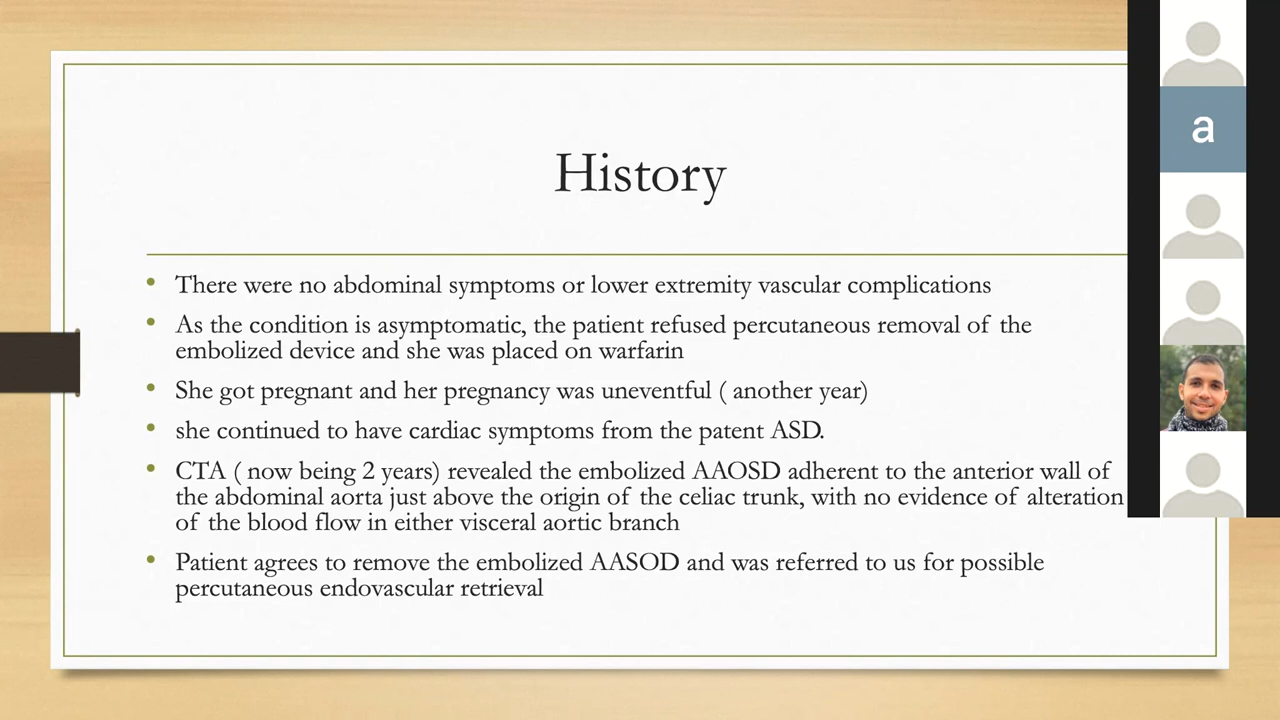 History
• There were no abdominal symptoms or lower extremity vascular complications
• As the condition is asymptomatic, the patient refused percutaneous removal of the
embolized device and she was placed on warfarin
• She got pregnant and her pregnancy was uneventful ( another year)
• she continued to have cardiac symptoms from the patent ASD.
• CTA ( now being 2 years) revealed the embolized AAOSD adherent to the anterior wall of
the abdominal aorta just above the origin of the celiac trunk, with no evidence of alteration
of the blood flow in either visceral aortic branch
• Patient agrees to remove the embolized AASOD and was referred to us for possible
percutaneous endovascular retrieval
a